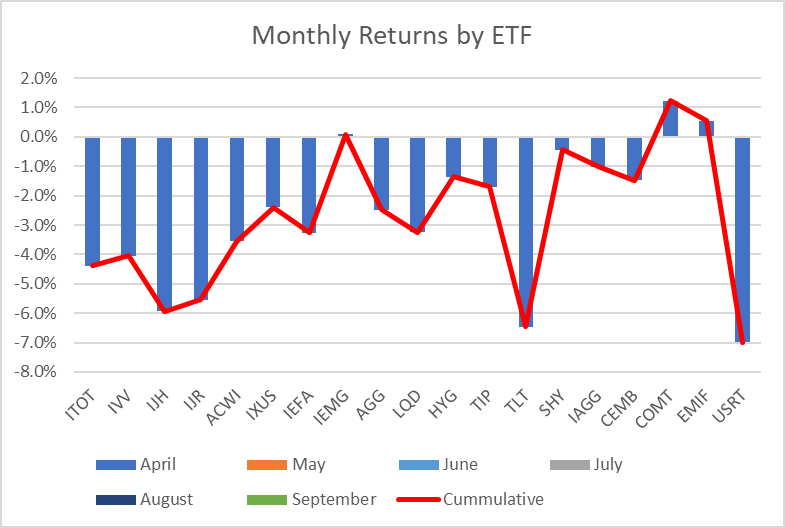 Monthly Returns by ETF
2.0%
1.0%
0.0%
-1.0%
-2.0%
-3.0%
-4.0%
-5.0%
-6.0%
-7.0%
-8.0%
ITOT IVV IJH IJR ACWI IXUS IEFA IEMG AGG LQD HYG TIP TLT SHY IAGG CEMB COMT EMIF USRT
April May June July
August September Cummulative